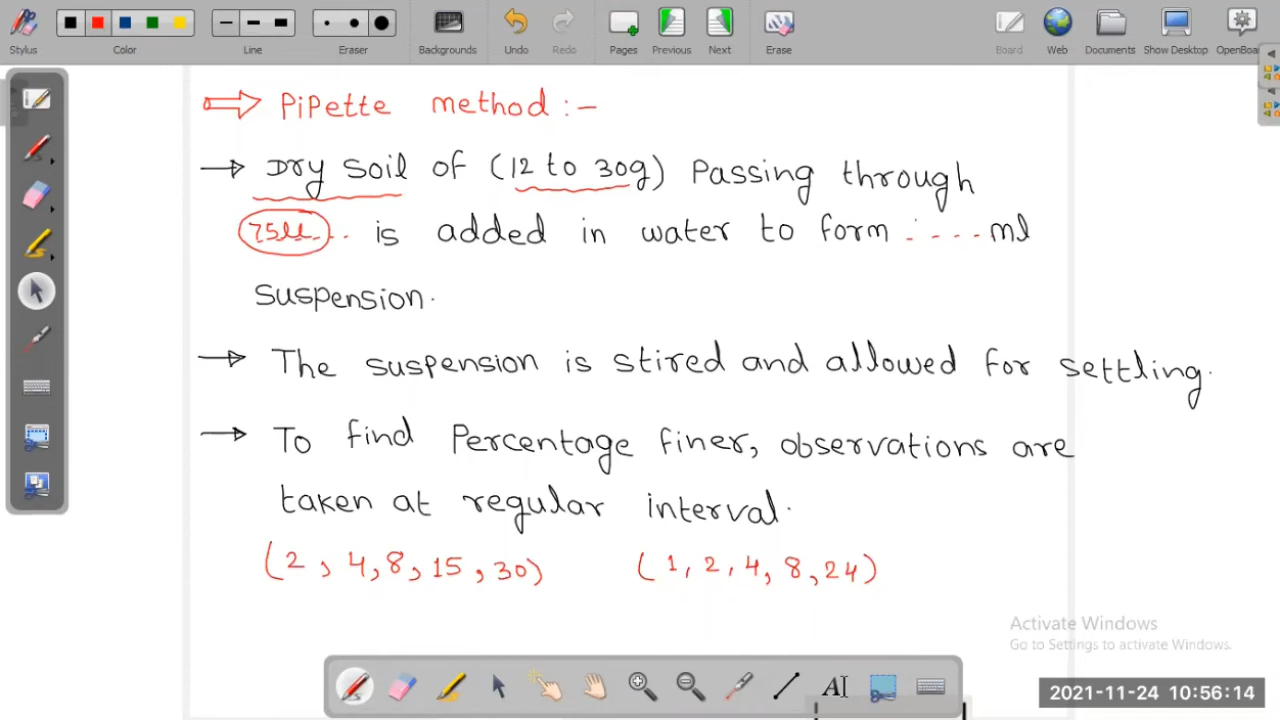 Stylus
Color
Line
Eraser
Backgrounds
Undo
Redo
Pages
Previous
Next
Erase
Board
Web
Documents
Show Desktop
OpenBoa
⇒ Pipette method :-
→ Dry soil of (12 to 30g) Passing through
75μ... is added in water to form .....ml
suspension.
→ The suspension is stired and allowed for settling.
→ To find Percentage finer, observations are
taken at regular interval.
(2, 4, 8, 15, 30) (1, 2, 4, 8, 24)
Activate Windows
Go to Settings to activate Windows.
AI
2021-11-24 10:56:14